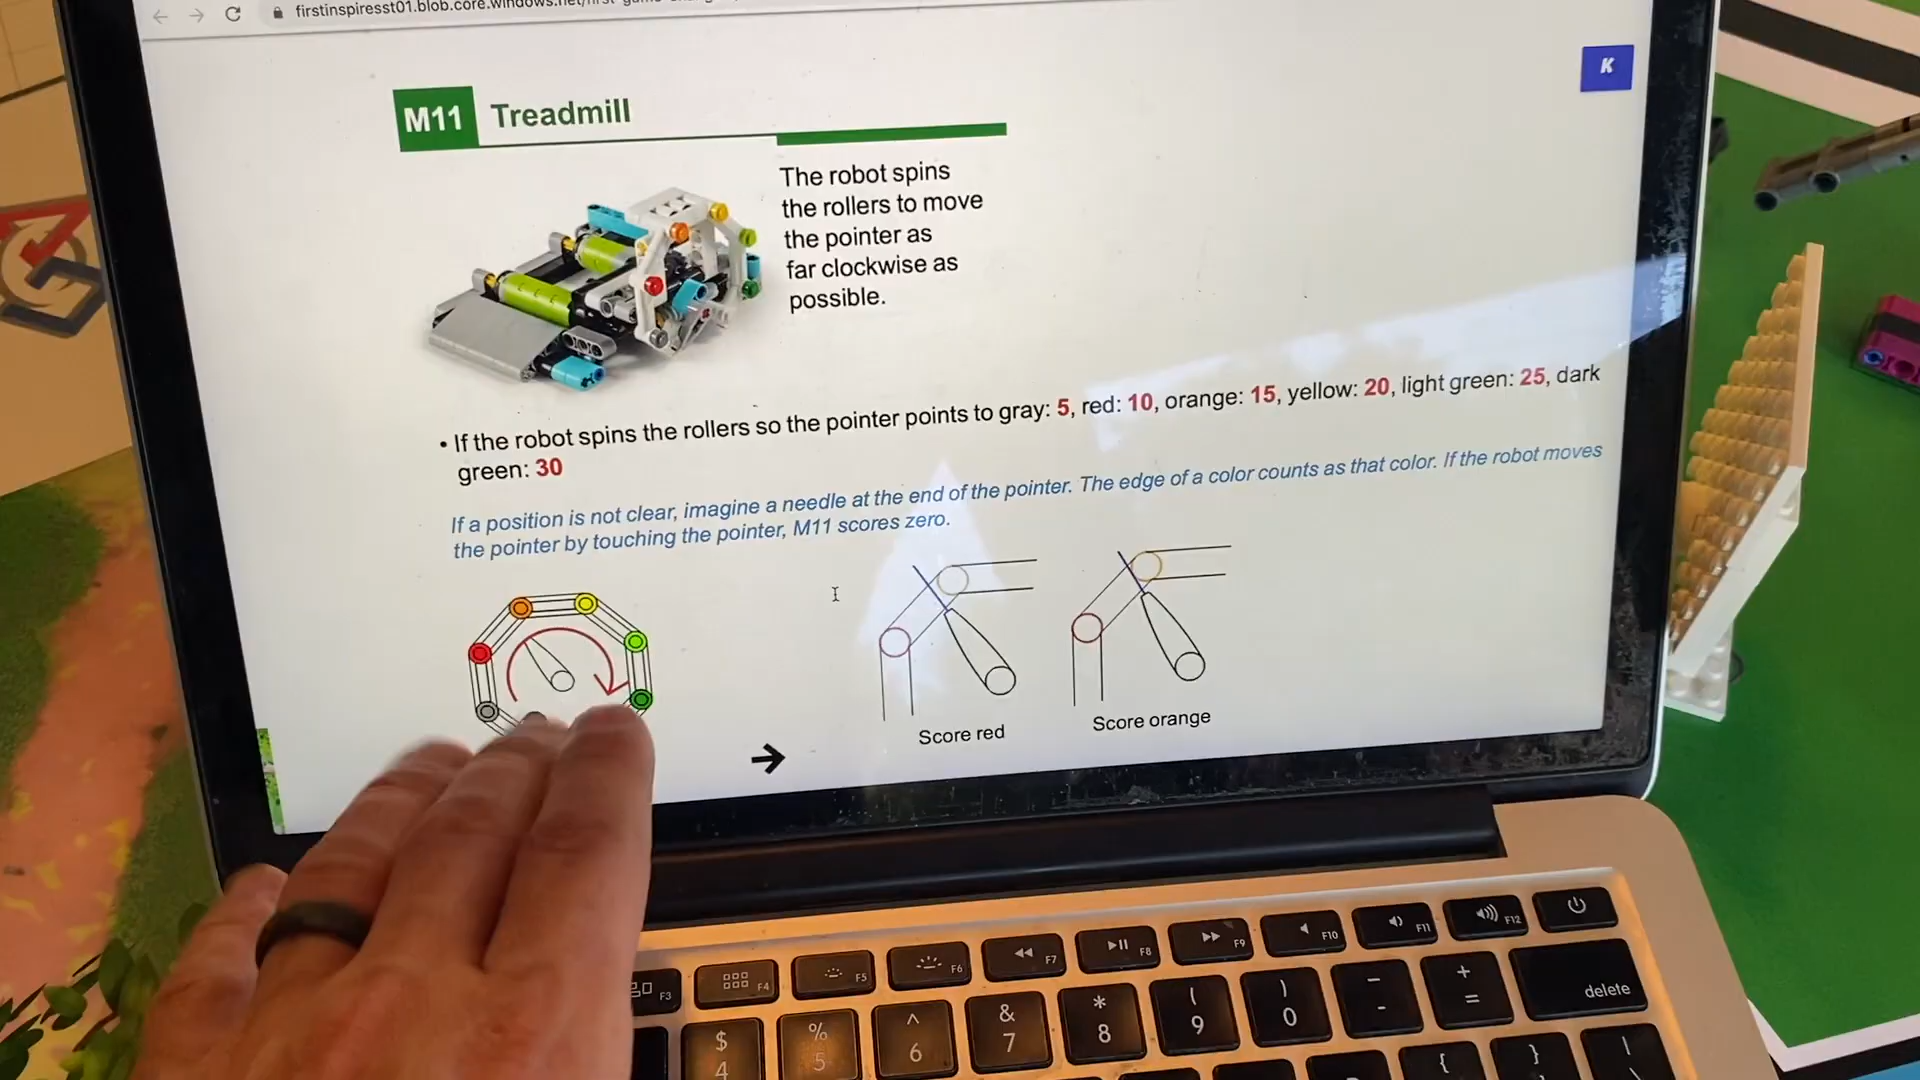 firstinspiresst01.blob.core.windows.net/first-
K
M11 Treadmill
The robot spins
the rollers to move
the pointer as
far clockwise as
possible.
• If the robot spins the rollers so the pointer points to gray: 5, red: 10, orange: 15, yellow: 20, light green: 25, dark
green: 30
If a position is not clear, imagine a needle at the end of the pointer. The edge of a color counts as that color. If the robot moves
the pointer by touching the pointer, M11 scores zero.
Score red
Score orange
F3 F4 F5 F6 F7 F8 F9 F10 F11 F12
$ % ^ & * ( ) - +
4 5 6 7 8 9 0 - = delete
{ } |
\